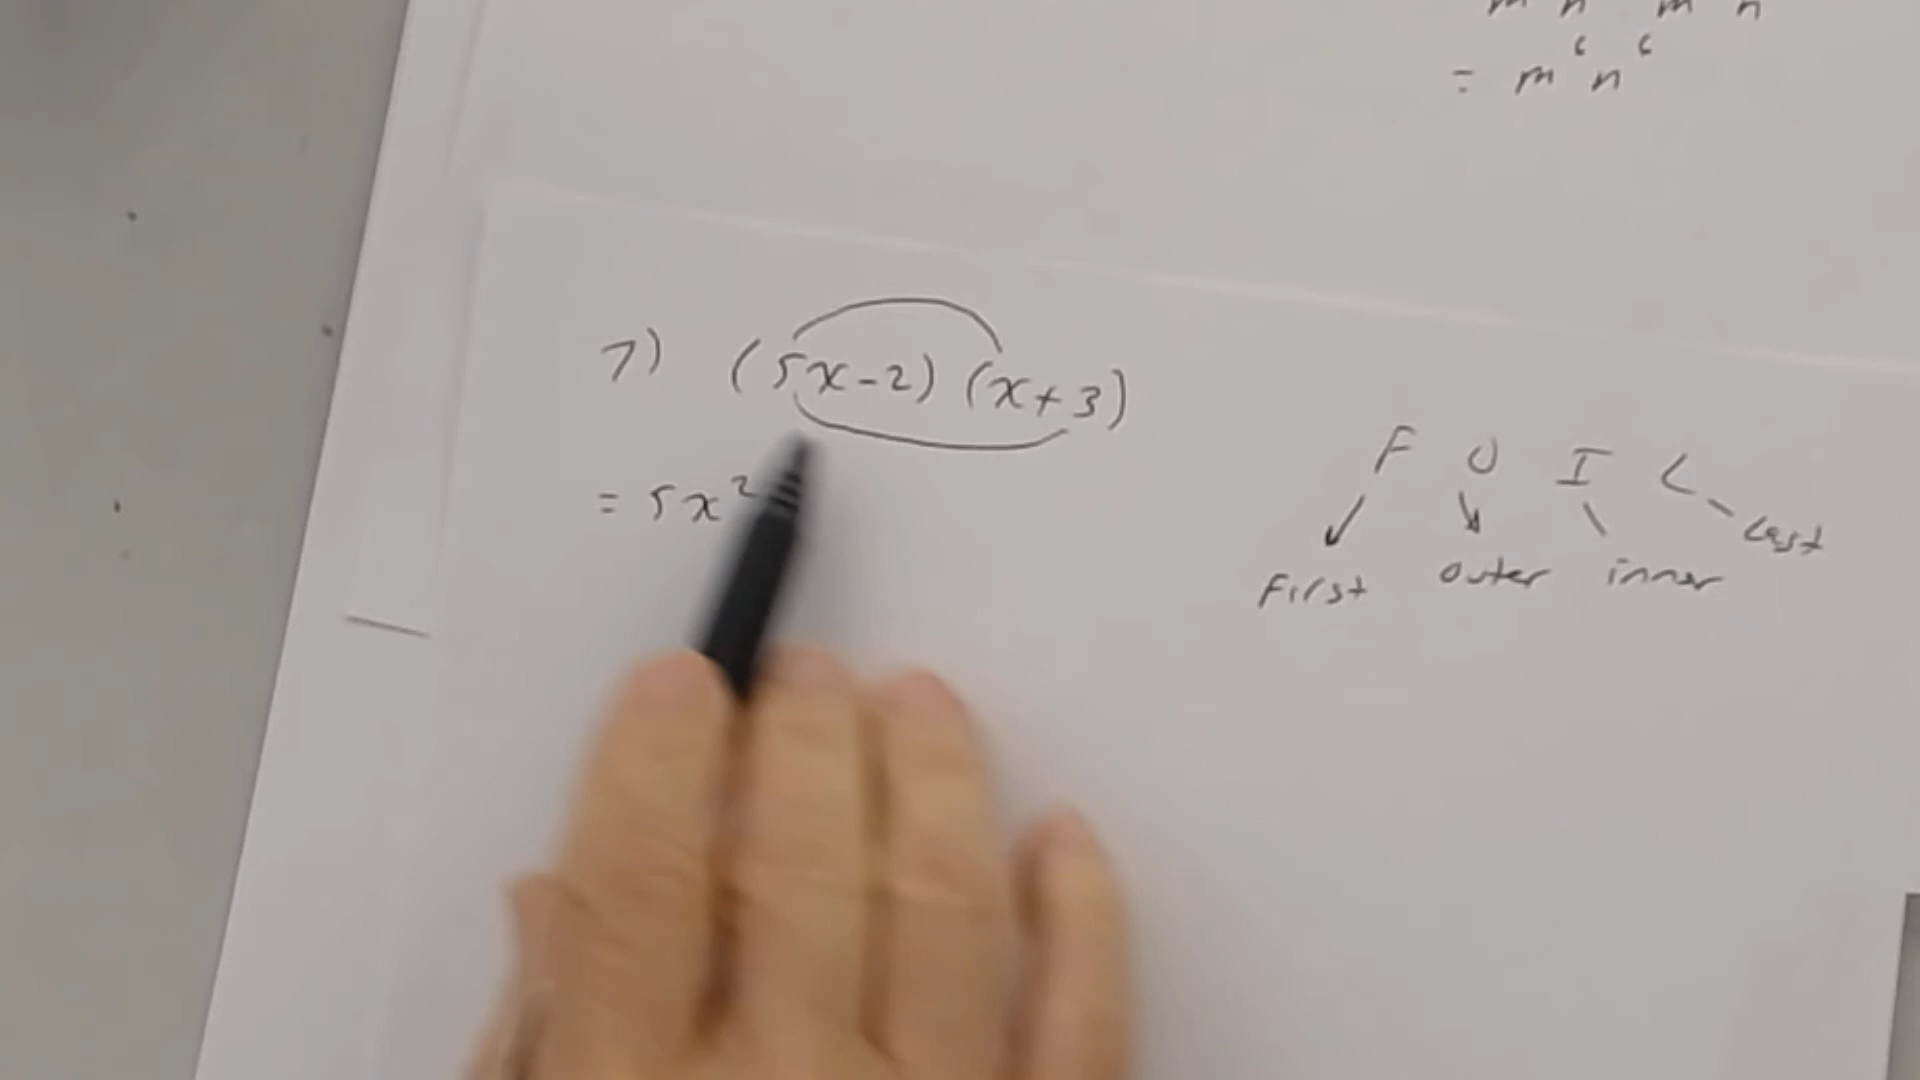 m n m n
= m⁶n⁶
7) (5x-2)(x+3)
= 5x²
F O I L
Last
First outer inner